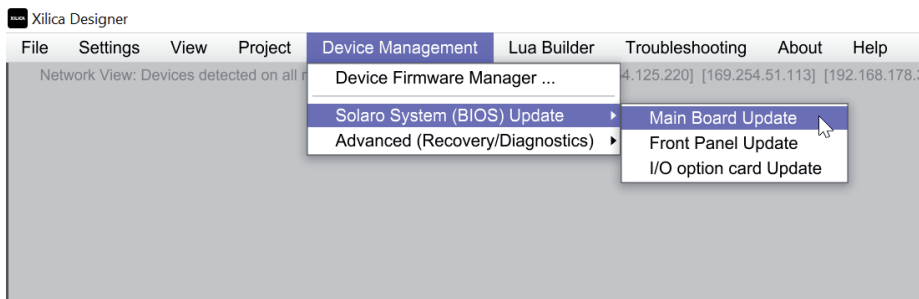 XILICA Xilica Designer
File Settings View Project Device Management Lua Builder Troubleshooting About Help
Network View: Devices detected on all 4.125.220] [169.254.51.113] [192.168.178.
Device Firmware Manager ...
Solaro System (BIOS) Update
Advanced (Recovery/Diagnostics)
Main Board Update
Front Panel Update
I/O option card Update